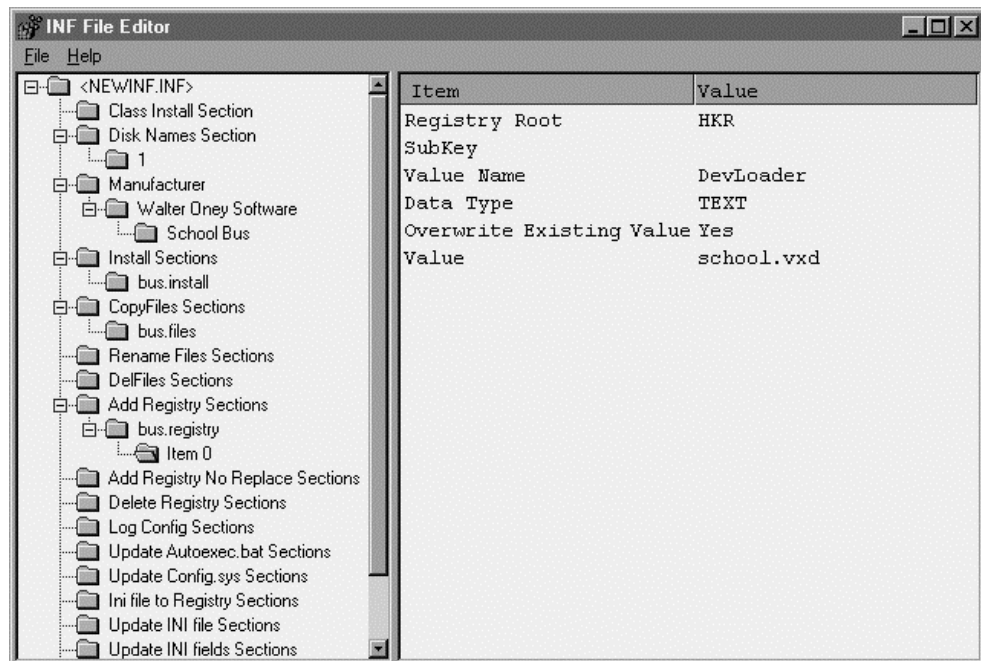 INF File Editor
File Help
<NEWINF.INF>
Class Install Section
Disk Names Section
1
Manufacturer
Walter Oney Software
School Bus
Install Sections
bus.install
CopyFiles Sections
bus.files
Rename Files Sections
DelFiles Sections
Add Registry Sections
bus.registry
Item 0
Add Registry No Replace Sections
Delete Registry Sections
Log Config Sections
Update Autoexec.bat Sections
Update Config.sys Sections
Ini file to Registry Sections
Update INI file Sections
Update INI fields Sections
Item Value
Registry Root HKR
SubKey
Value Name DevLoader
Data Type TEXT
Overwrite Existing Value Yes
Value school.vxd